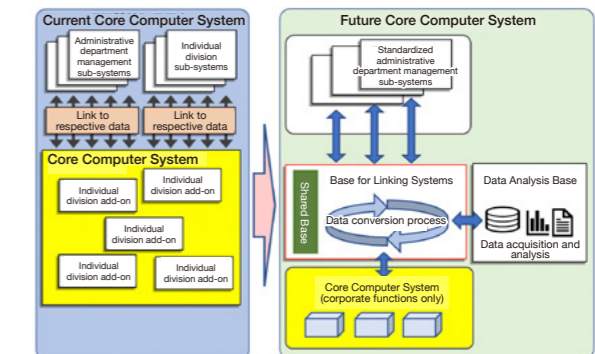 Current Core Computer System
Administrative
department
management
sub-systems
Individual
division
sub-systems
Link to
respective data
Link to
respective data
Core Computer System
Individual
division add-on
Individual
division add-on
Individual
division add-on
Individual
division add-on
Individual
division add-on
Future Core Computer System
Standardized
administrative
department management
sub-systems
Shared Base
Base for Linking Systems
Data conversion process
Data Analysis Base
Data acquisition and
analysis
Core Computer System
(corporate functions only)